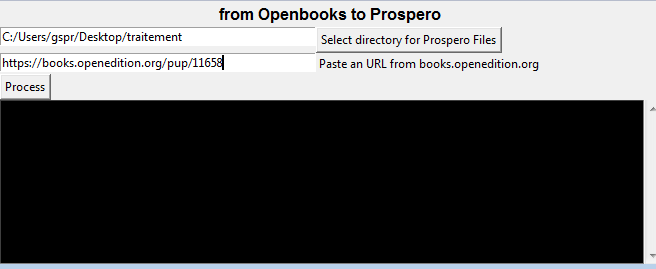 from Openbooks to Prospero
C:/Users/gspr/Desktop/traitement Select directory for Prospero Files
https://books.openedition.org/pup/11658 Paste an URL from books.openedition.org
Process